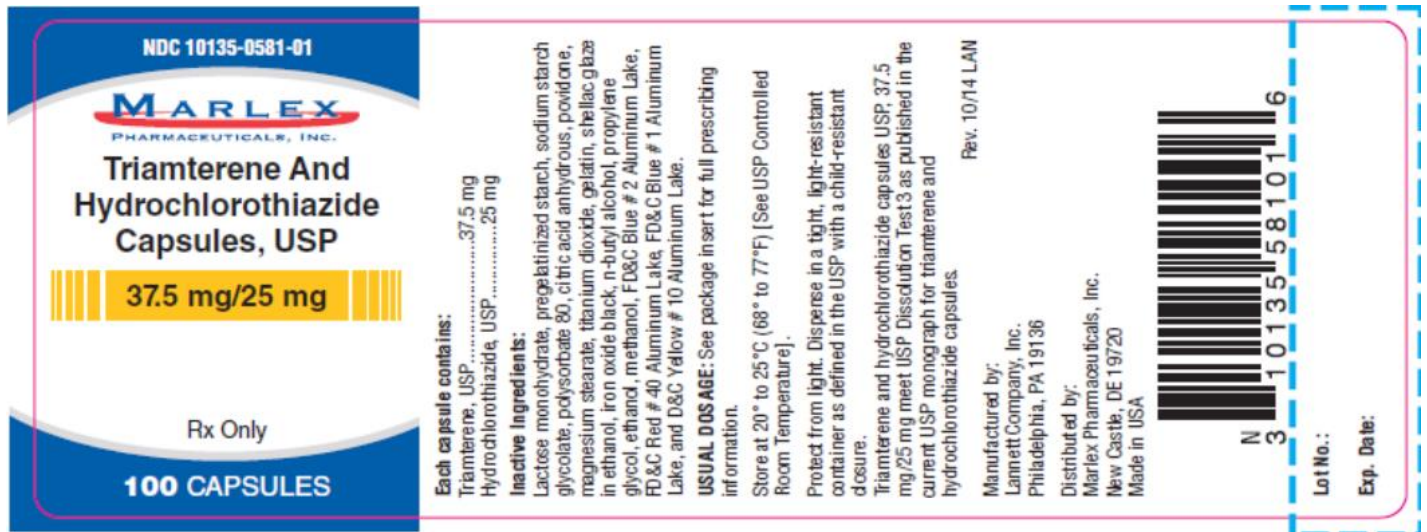 NDC 10135-0581-01
MARLEX
PHARMACEUTICALS, INC.
Triamterene And
Hydrochlorothiazide
Capsules, USP
37.5 mg/25 mg
Rx Only
100 CAPSULES
Each capsule contains:
Triamterene, USP..........................37.5 mg
Hydrochlorothiazide, USP...............25 mg
Inactive Ingredients:
Lactose monohydrate, pregelatinized starch, sodium starch
glycolate, polysorbate 80, citric acid anhydrous, povidone,
magnesium stearate, titanium dioxide, gelatin, shellac glaze
in ethanol, iron oxide black, n-butyl alcohol, propylene
glycol, ethanol, methanol, FD&C Blue # 2 Aluminum Lake,
FD&C Red # 40 Aluminum Lake, FD&C Blue # 1 Aluminum
Lake, and D&C Yellow # 10 Aluminum Lake.
USUAL DOSAGE: See package insert for full prescribing
information.
Store at 20° to 25°C (68° to 77°F) [See USP Controlled
Room Temperature].
Protect from light. Dispense in a tight, light-resistant
container as defined in the USP with a child-resistant
closure.
Triamterene and hydrochlorothiazide capsules USP, 37.5
mg/25 mg meet USP Dissolution Test 3 as published in the
current USP monograph for triamterene and
hydrochlorothiazide capsules.
Rev. 10/14 LAN
Manufactured by:
Lannett Company, Inc.
Philadelphia, PA 19136
Distributed by:
Marlex Pharmaceuticals, Inc.
New Castle, DE 19720
Made in USA
N
3 10135 58101 6
Lot No.:
Exp. Date: